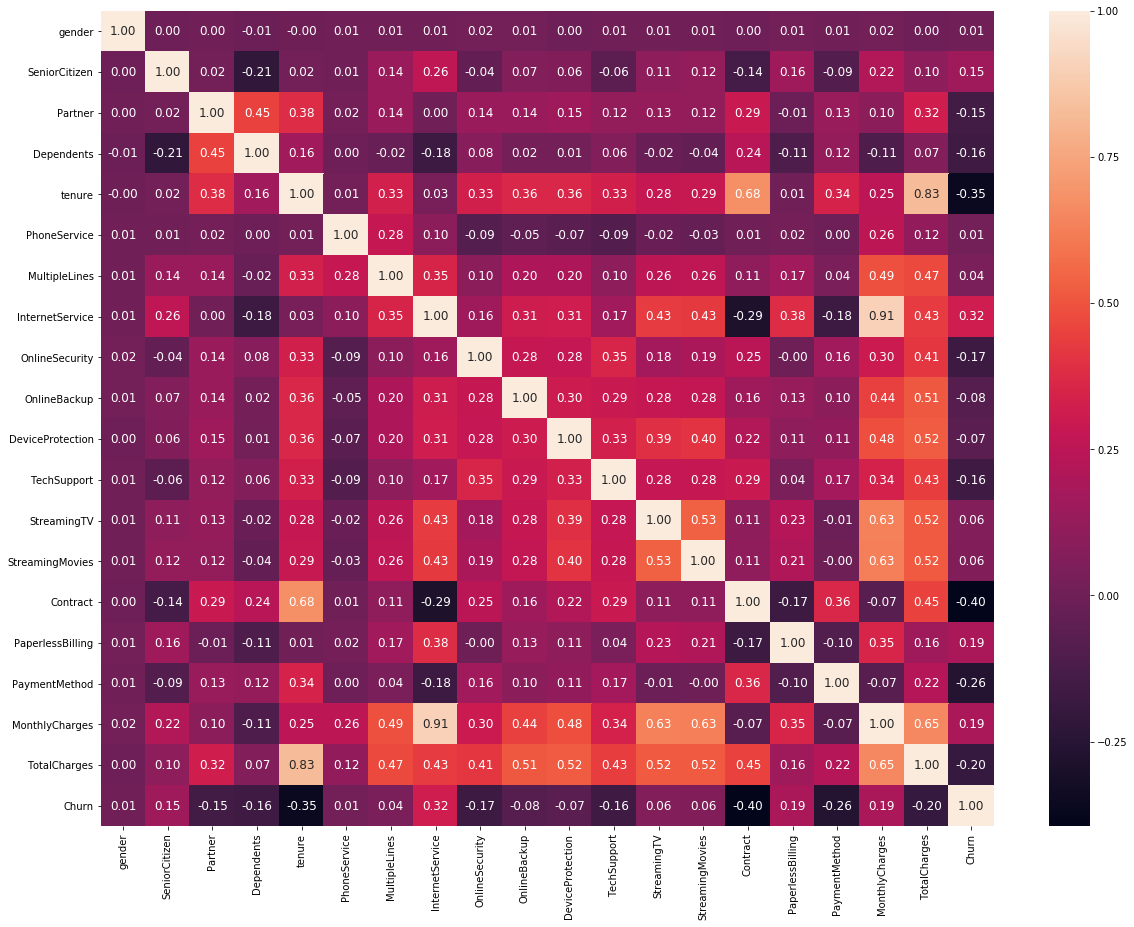 gender 1.00 0.00 0.00 -0.01 -0.00 0.01 0.01 0.01 0.02 0.01 0.00 0.01 0.01 0.01 0.00 0.01 0.01 0.02 0.00 0.01
SeniorCitizen 0.00 1.00 0.02 -0.21 0.02 0.01 0.14 0.26 -0.04 0.07 0.06 -0.06 0.11 0.12 -0.14 0.16 -0.09 0.22 0.10 0.15
Partner 0.00 0.02 1.00 0.45 0.38 0.02 0.14 0.00 0.14 0.14 0.15 0.12 0.13 0.12 0.29 -0.01 0.13 0.10 0.32 -0.15
Dependents -0.01 -0.21 0.45 1.00 0.16 0.00 -0.02 -0.18 0.08 0.02 0.01 0.06 -0.02 -0.04 0.24 -0.11 0.12 -0.11 0.07 -0.16
tenure -0.00 0.02 0.38 0.16 1.00 0.01 0.33 0.03 0.33 0.36 0.36 0.33 0.28 0.29 0.68 0.01 0.34 0.25 0.83 -0.35
PhoneService 0.01 0.01 0.02 0.00 0.01 1.00 0.28 0.10 -0.09 -0.05 -0.07 -0.09 -0.02 -0.03 0.01 0.02 0.00 0.26 0.12 0.01
MultipleLines 0.01 0.14 0.14 -0.02 0.33 0.28 1.00 0.35 0.10 0.20 0.20 0.10 0.26 0.26 0.11 0.17 0.04 0.49 0.47 0.04
InternetService 0.01 0.26 0.00 -0.18 0.03 0.10 0.35 1.00 0.16 0.31 0.31 0.17 0.43 0.43 -0.29 0.38 -0.18 0.91 0.43 0.32
OnlineSecurity 0.02 -0.04 0.14 0.08 0.33 -0.09 0.10 0.16 1.00 0.28 0.28 0.35 0.18 0.19 0.25 -0.00 0.16 0.30 0.41 -0.17
OnlineBackup 0.01 0.07 0.14 0.02 0.36 -0.05 0.20 0.31 0.28 1.00 0.30 0.29 0.28 0.28 0.16 0.13 0.10 0.44 0.51 -0.08
DeviceProtection 0.00 0.06 0.15 0.01 0.36 -0.07 0.20 0.31 0.28 0.30 1.00 0.33 0.39 0.40 0.22 0.11 0.11 0.48 0.52 -0.07
TechSupport 0.01 -0.06 0.12 0.06 0.33 -0.09 0.10 0.17 0.35 0.29 0.33 1.00 0.28 0.28 0.29 0.04 0.17 0.34 0.43 -0.16
StreamingTV 0.01 0.11 0.13 -0.02 0.28 -0.02 0.26 0.43 0.18 0.28 0.39 0.28 1.00 0.53 0.11 0.23 -0.01 0.63 0.52 0.06
StreamingMovies 0.01 0.12 0.12 -0.04 0.29 -0.03 0.26 0.43 0.19 0.28 0.40 0.28 0.53 1.00 0.11 0.21 -0.00 0.63 0.52 0.06
Contract 0.00 -0.14 0.29 0.24 0.68 0.01 0.11 -0.29 0.25 0.16 0.22 0.29 0.11 0.11 1.00 -0.17 0.36 -0.07 0.45 -0.40
PaperlessBilling 0.01 0.16 -0.01 -0.11 0.01 0.02 0.17 0.38 -0.00 0.13 0.11 0.04 0.23 0.21 -0.17 1.00 -0.10 0.35 0.16 0.19
PaymentMethod 0.01 -0.09 0.13 0.12 0.34 0.00 0.04 -0.18 0.16 0.10 0.11 0.17 -0.01 -0.00 0.36 -0.10 1.00 -0.07 0.22 -0.26
MonthlyCharges 0.02 0.22 0.10 -0.11 0.25 0.26 0.49 0.91 0.30 0.44 0.48 0.34 0.63 0.63 -0.07 0.35 -0.07 1.00 0.65 0.19
TotalCharges 0.00 0.10 0.32 0.07 0.83 0.12 0.47 0.43 0.41 0.51 0.52 0.43 0.52 0.52 0.45 0.16 0.22 0.65 1.00 -0.20
Churn 0.01 0.15 -0.15 -0.16 -0.35 0.01 0.04 0.32 -0.17 -0.08 -0.07 -0.16 0.06 0.06 -0.40 0.19 -0.26 0.19 -0.20 1.00
gender SeniorCitizen Partner Dependents tenure PhoneService MultipleLines InternetService OnlineSecurity OnlineBackup DeviceProtection TechSupport StreamingTV StreamingMovies Contract PaperlessBilling PaymentMethod MonthlyCharges TotalCharges Churn
1.00
0.75
0.50
0.25
0.00
−0.25